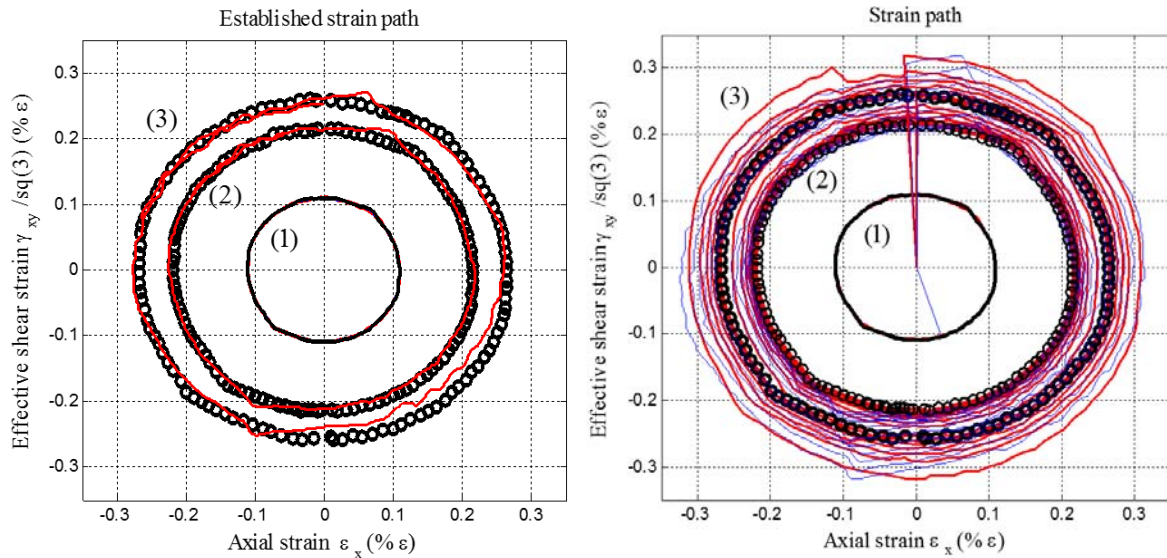 Established strain path
Effective shear strain γ xy /sq(3) (% ε)
0.3
0.2
0.1
0
-0.1
-0.2
-0.3
(3)
(2)
(1)
-0.3 -0.2 -0.1 0 0.1 0.2 0.3
Axial strain ε x (% ε)
Strain path
Effective shear strain γ xy /sq(3) (% ε)
0.3
0.2
0.1
0
-0.1
-0.2
-0.3
(3)
(2)
(1)
-0.3 -0.2 -0.1 0 0.1 0.2 0.3
Axial strain ε x (% ε)